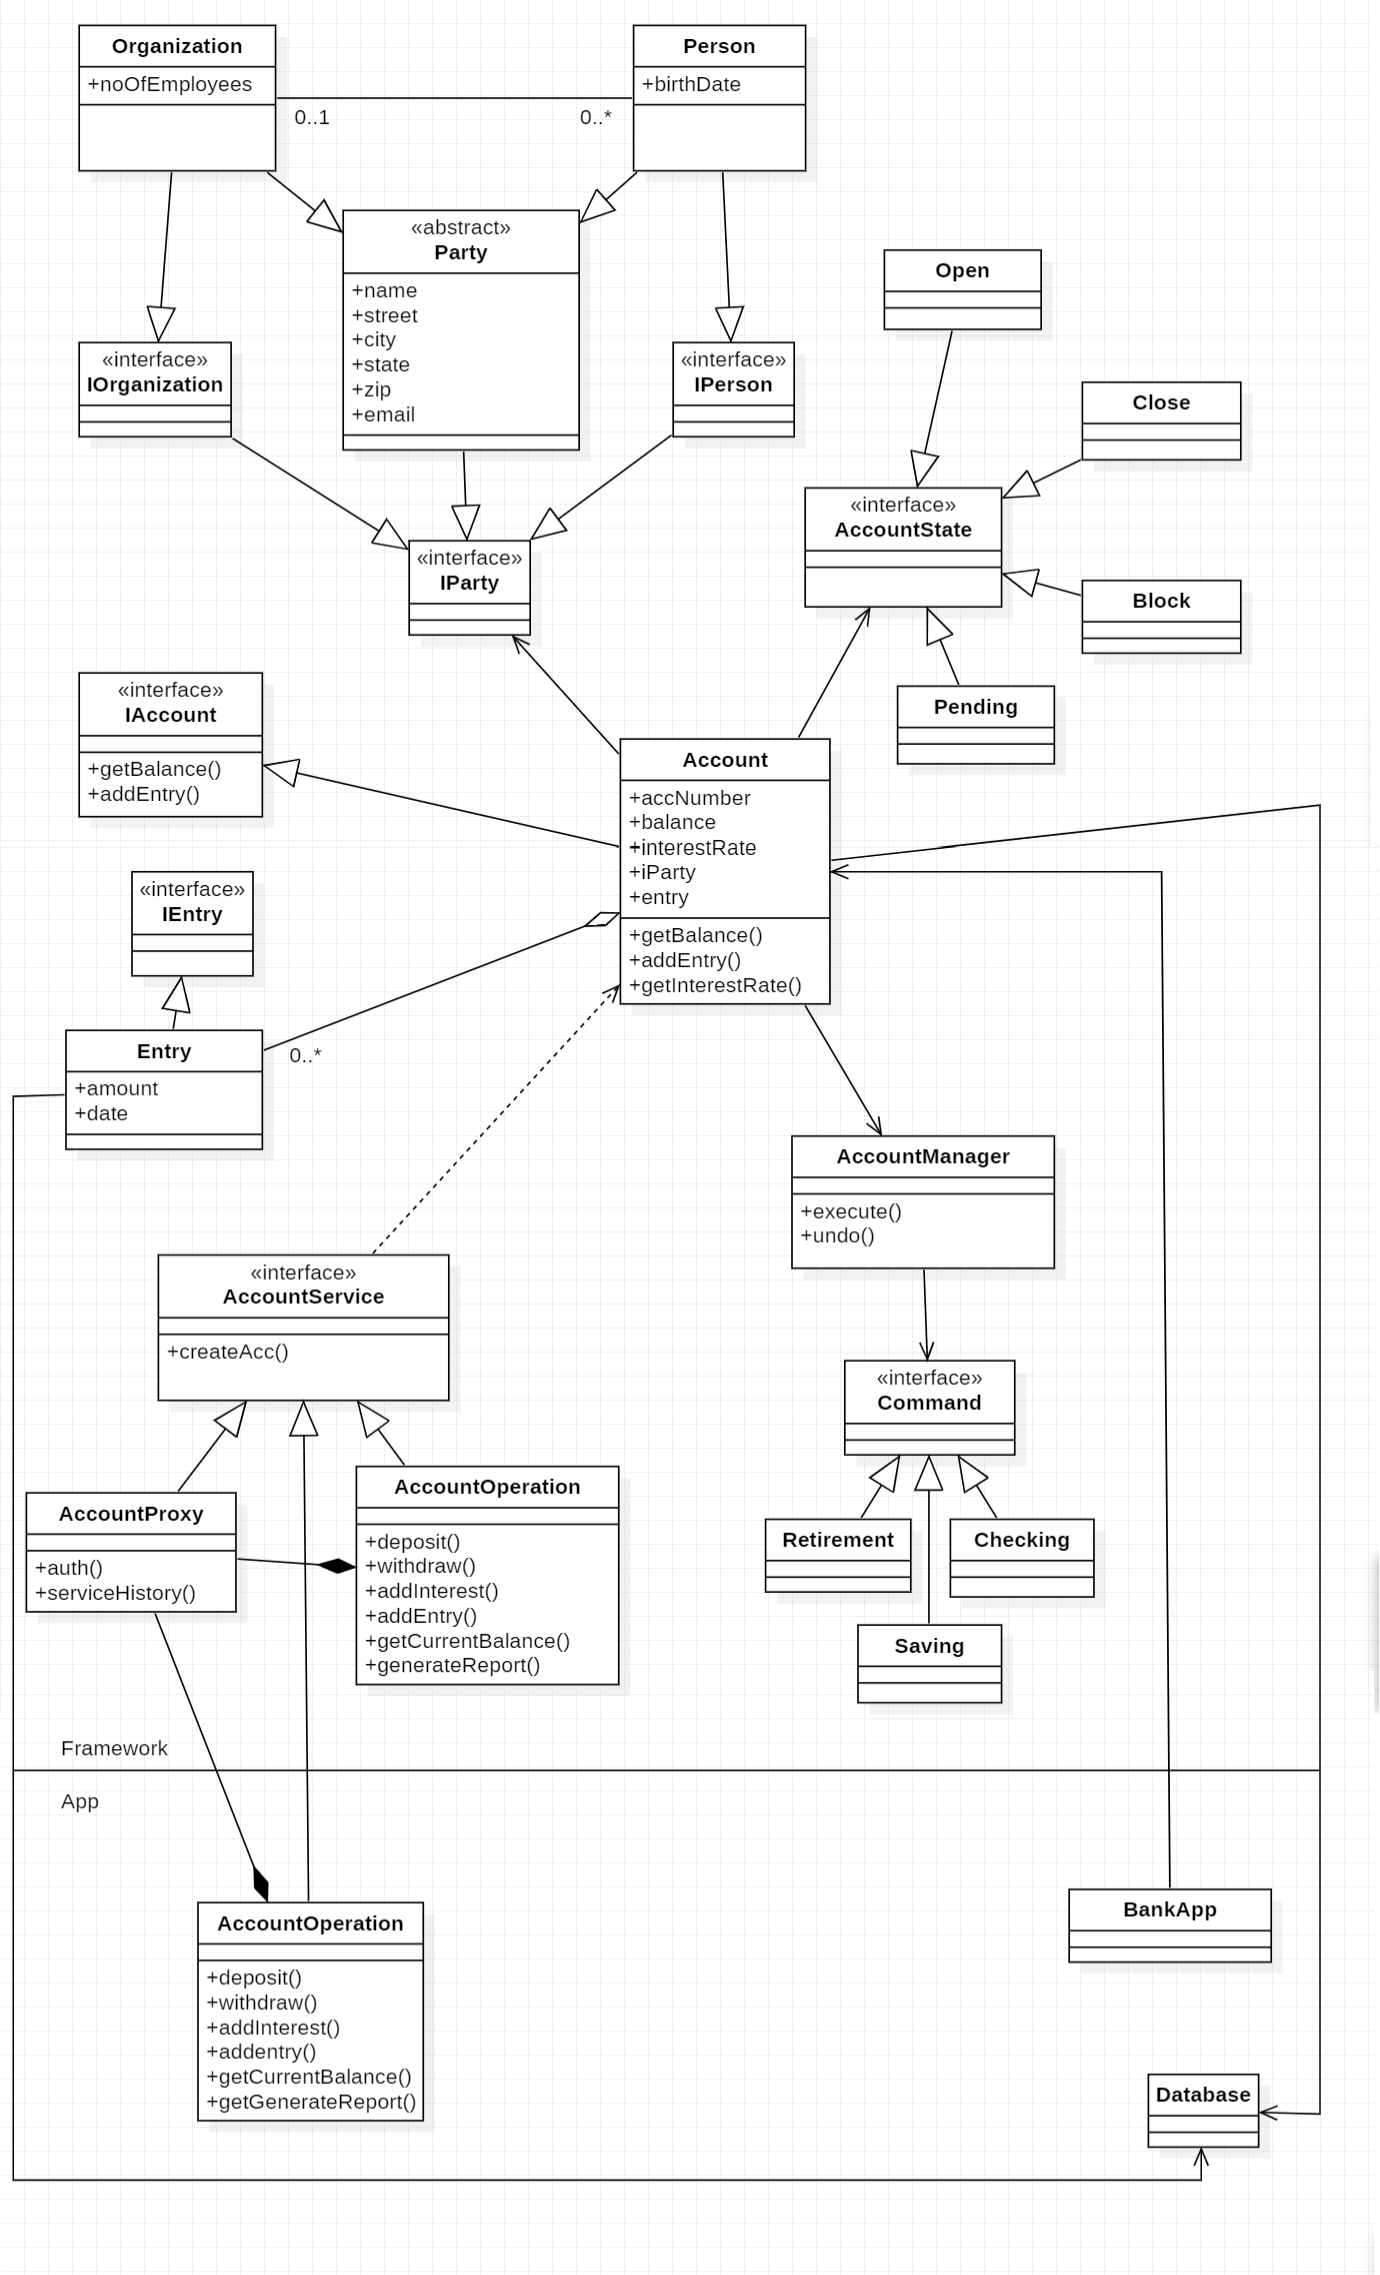 Organization
+noOfEmployees
Person
+birthDate
0..1
0..*
«abstract»
Party
+name
+street
+city
+state
+zip
+email
Open
«interface»
IOrganization
«interface»
IPerson
Close
«interface»
AccountState
«interface»
IParty
Block
«interface»
IAccount
+getBalance()
+addEntry()
Pending
Account
+accNumber
+balance
+interestRate
+iParty
+entry
+getBalance()
+addEntry()
+getInterestRate()
«interface»
IEntry
Entry
+amount
+date
0..*
AccountManager
+execute()
+undo()
«interface»
AccountService
+createAcc()
«interface»
Command
AccountProxy
+auth()
+serviceHistory()
AccountOperation
+deposit()
+withdraw()
+addInterest()
+addEntry()
+getCurrentBalance()
+generateReport()
Retirement
Checking
Saving
Framework
App
AccountOperation
+deposit()
+withdraw()
+addInterest()
+addentry()
+getCurrentBalance()
+getGenerateReport()
BankApp
Database